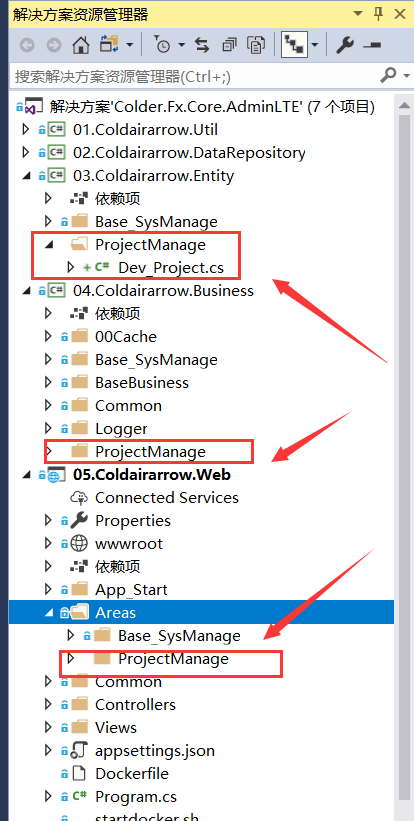 解决方案资源管理器
搜索解决方案资源管理器(Ctrl+;)
解决方案'Colder.Fx.Core.AdminLTE' (7 个项目)
C# 01.Coldairarrow.Util
C# 02.Coldairarrow.DataRepository
C# 03.Coldairarrow.Entity
依赖项
Base_SysManage
ProjectManage
+ C# Dev_Project.cs
C# 04.Coldairarrow.Business
依赖项
00Cache
Base_SysManage
BaseBusiness
Common
Logger
ProjectManage
05.Coldairarrow.Web
Connected Services
Properties
wwwroot
依赖项
App_Start
Areas
Base_SysManage
ProjectManage
Common
Controllers
Views
appsettings.json
Dockerfile
C# Program.cs
startdocker.sh